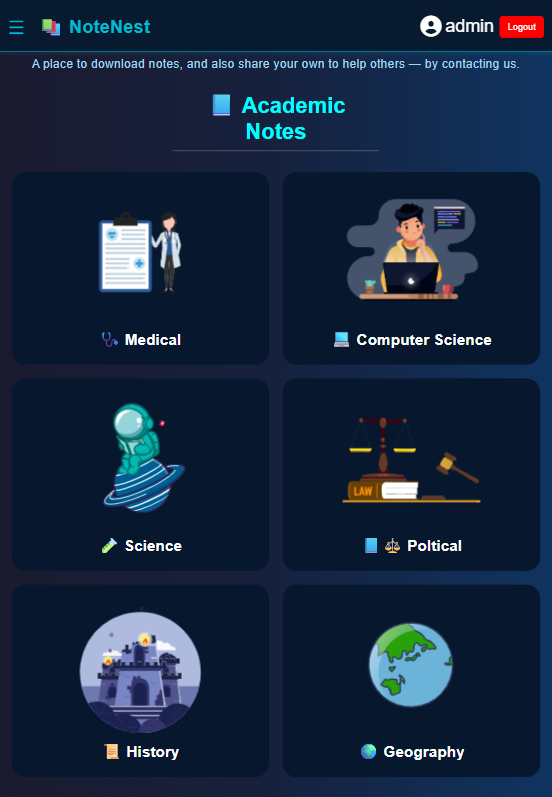 ☰ NoteNest admin Logout
A place to download notes, and also share your own to help others — by contacting us.
📘 Academic
Notes
🩺 Medical
💻 Computer Science
LAW
🧪 Science
📘 ⚖️ Poltical
📜 History
🌍 Geography